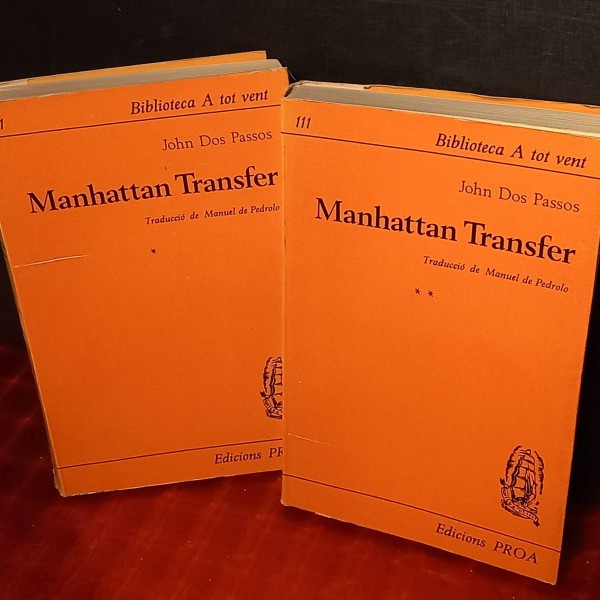 Biblioteca A tot vent
John Dos Passos
Manhattan Transfer
Traducció de Manuel de Pedrolo
*
Edicions
111
Biblioteca A tot vent
John Dos Passos
Manhattan Transfer
Traducció de Manuel de Pedrolo
* *
Edicions PROA